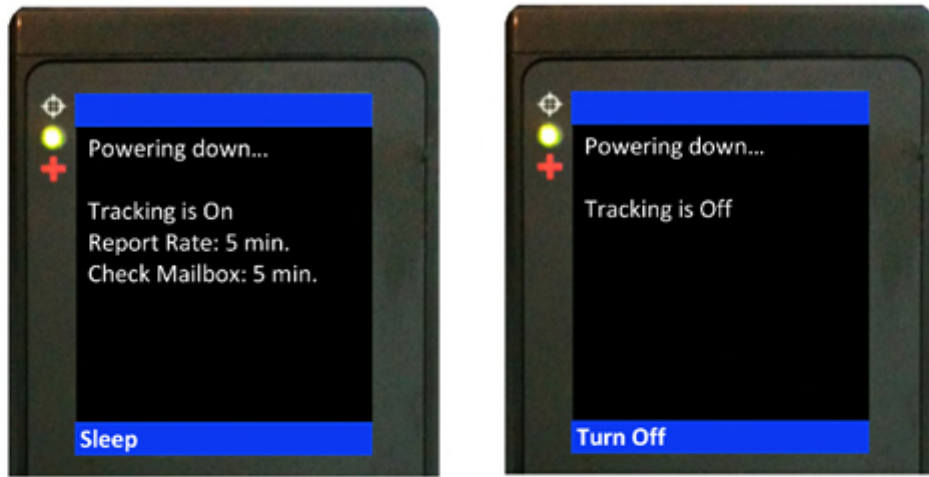 Powering down...
Tracking is On
Report Rate: 5 min.
Check Mailbox: 5 min.
Sleep
Powering down...
Tracking is Off
Turn Off